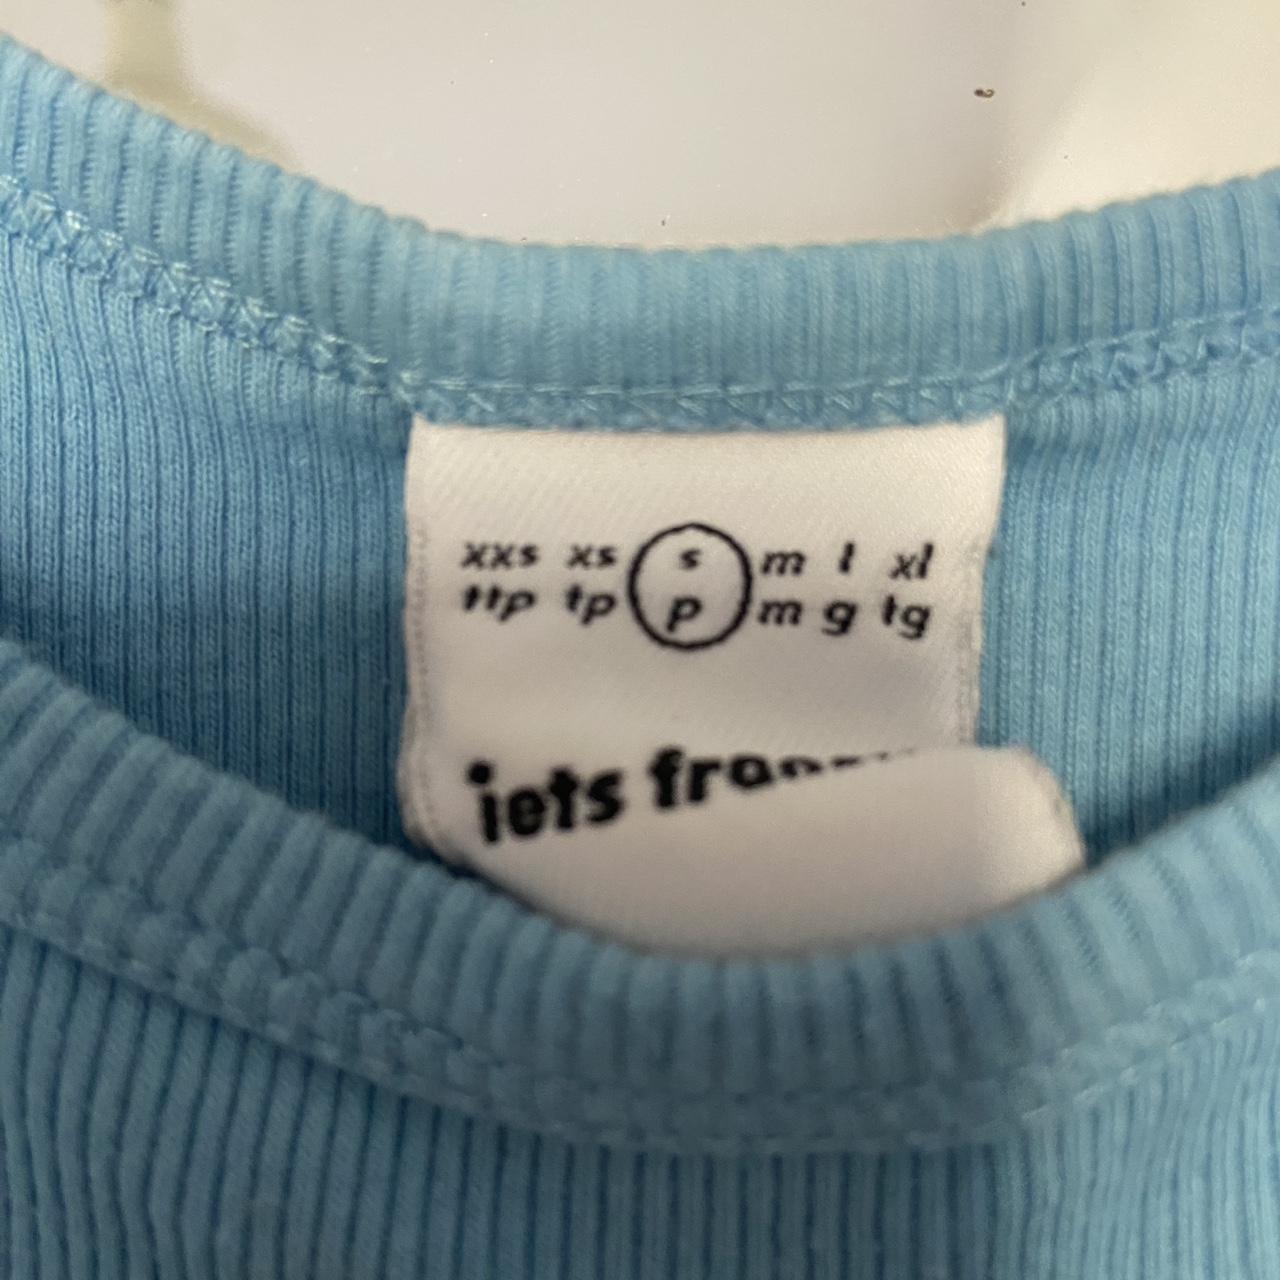 xxs xs s m l xl
ttp tp p m g tg
iets fra